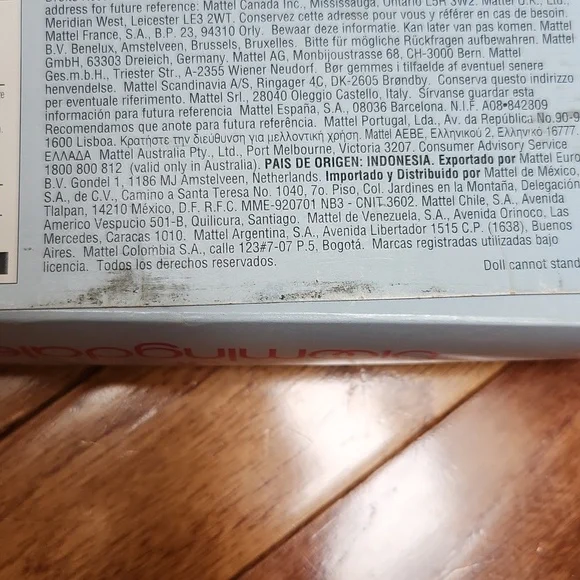 address for future reference: Mattel Canada Inc., Mississauga, Ontario L5R 3W2. Mattel U.K. Ltd.,
Meridian West, Leicester LE3 2WT. Conservez cette adresse pour vous y référer en cas de besoin.
Mattel France, S.A., B.P. 23, 94310 Orly. Bewaar deze informatie. Kan later van pas komen. Mattel
B.V. Benelux, Amstelveen, Brussels, Bruxelles. Bitte für mögliche Rückfragen aufbewahren. Mattel
GmbH, 63303 Dreieich, Germany. Mattel AG, Monbijoustrasse 68, CH-3000 Bern. Mattel
Ges.m.b.H., Triester Str., A-2355 Wiener Neudorf. Bør gemmes i tilfælde af eventuel senere
henvendelse. Mattel Scandinavia A/S, Ringager 4C, DK-2605 Brøndby. Conserva questo indirizzo
per eventuale riferimento. Mattel Srl., 28040 Oleggio Castello, Italy. Sírvanse guardar esta
información para futura referencia Mattel España, S.A., 08036 Barcelona. N.I.F. A08•842809
Recomendamos que anote para futura referência. Mattel Portugal, Lda., Av. da República No.90-9
1600 Lisboa. Κρατήστε την διεύθυνση για μελλοντική χρήση. Mattel AEBE, Ελληνικού 2, Ελληνικό 16777
ΕΛΛΑΔΑ Mattel Australia Pty., Ltd., Port Melbourne, Victoria 3207. Consumer Advisory Service
1800 800 812 (valid only in Australia). PAIS DE ORIGEN: INDONESIA. Exportado por Mattel Euro
B.V. Gondel 1, 1186 MJ Amstelveen, Netherlands. Importado y Distribuido por Mattel de México,
S.A., de C.V., Camino a Santa Teresa No. 1040, 7o. Piso, Col. Jardines en la Montaña, Delegación
Tlalpan, 14210 México, D.F. R.F.C. MME-920701 NB3 - CNIT 3602. Mattel Chile, S.A., Avenida
Americo Vespucio 501-B, Quilicura, Santiago. Mattel de Venezuela, S.A., Avenida Orinoco, Las
Mercedes, Caracas 1010. Mattel Argentina, S.A., Avenida Libertador 1515 C.P. (1638), Buenos
Aires. Mattel Colombia S.A., calle 123#7-07 P.5, Bogotá. Marcas registradas utilizadas bajo
licencia. Todos los derechos reservados.
Doll cannot stand
bloomingdale